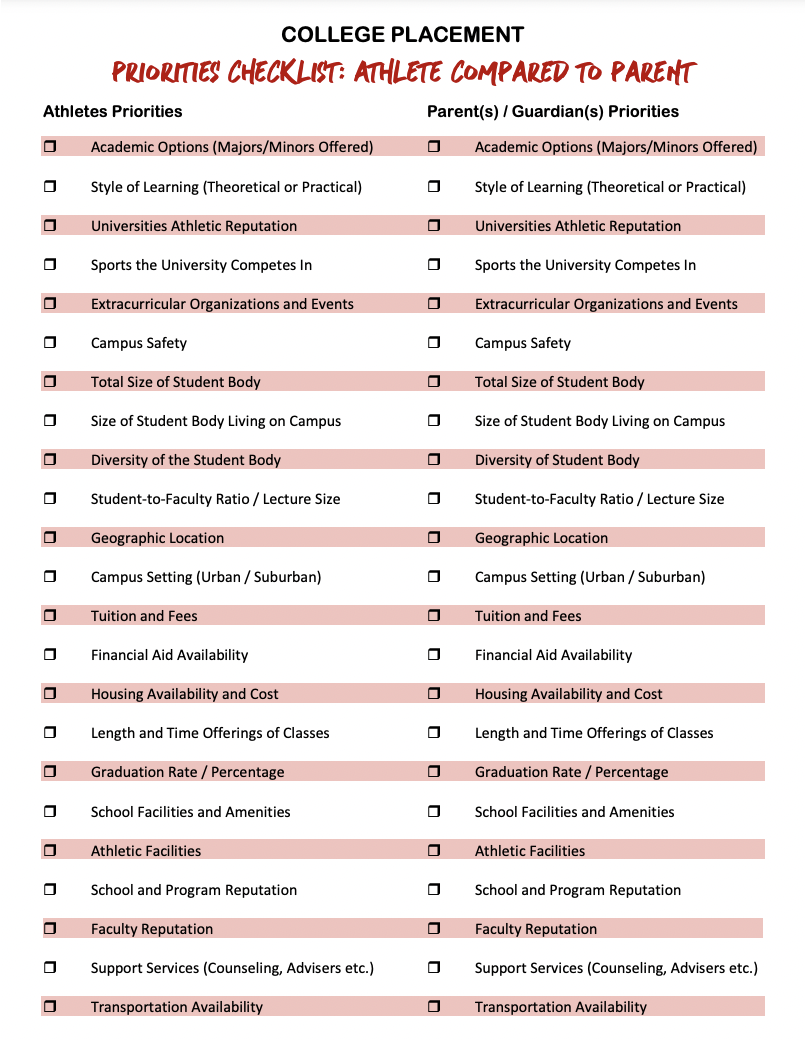 COLLEGE PLACEMENT
PRIORITIES CHECKLIST: ATHLETE COMPARED TO PARENT
Athletes Priorities Parent(s) / Guardian(s) Priorities
❒ Academic Options (Majors/Minors Offered) ❒ Academic Options (Majors/Minors Offered)
❒ Style of Learning (Theoretical or Practical) ❒ Style of Learning (Theoretical or Practical)
❒ Universities Athletic Reputation ❒ Universities Athletic Reputation
❒ Sports the University Competes In ❒ Sports the University Competes In
❒ Extracurricular Organizations and Events ❒ Extracurricular Organizations and Events
❒ Campus Safety ❒ Campus Safety
❒ Total Size of Student Body ❒ Total Size of Student Body
❒ Size of Student Body Living on Campus ❒ Size of Student Body Living on Campus
❒ Diversity of the Student Body ❒ Diversity of Student Body
❒ Student-to-Faculty Ratio / Lecture Size ❒ Student-to-Faculty Ratio / Lecture Size
❒ Geographic Location ❒ Geographic Location
❒ Campus Setting (Urban / Suburban) ❒ Campus Setting (Urban / Suburban)
❒ Tuition and Fees ❒ Tuition and Fees
❒ Financial Aid Availability ❒ Financial Aid Availability
❒ Housing Availability and Cost ❒ Housing Availability and Cost
❒ Length and Time Offerings of Classes ❒ Length and Time Offerings of Classes
❒ Graduation Rate / Percentage ❒ Graduation Rate / Percentage
❒ School Facilities and Amenities ❒ School Facilities and Amenities
❒ Athletic Facilities ❒ Athletic Facilities
❒ School and Program Reputation ❒ School and Program Reputation
❒ Faculty Reputation ❒ Faculty Reputation
❒ Support Services (Counseling, Advisers etc.) ❒ Support Services (Counseling, Advisers etc.)
❒ Transportation Availability ❒ Transportation Availability